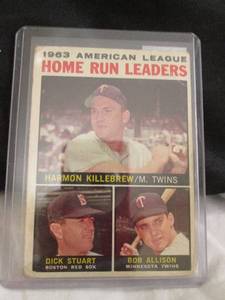 1963 AMERICAN LEAGUE
HOME RUN LEADERS
HARMON KILLEBREW/M. TWINS
DICK STUART
BOSTON RED SOX
BOB ALLISON
MINNESOTA TWINS